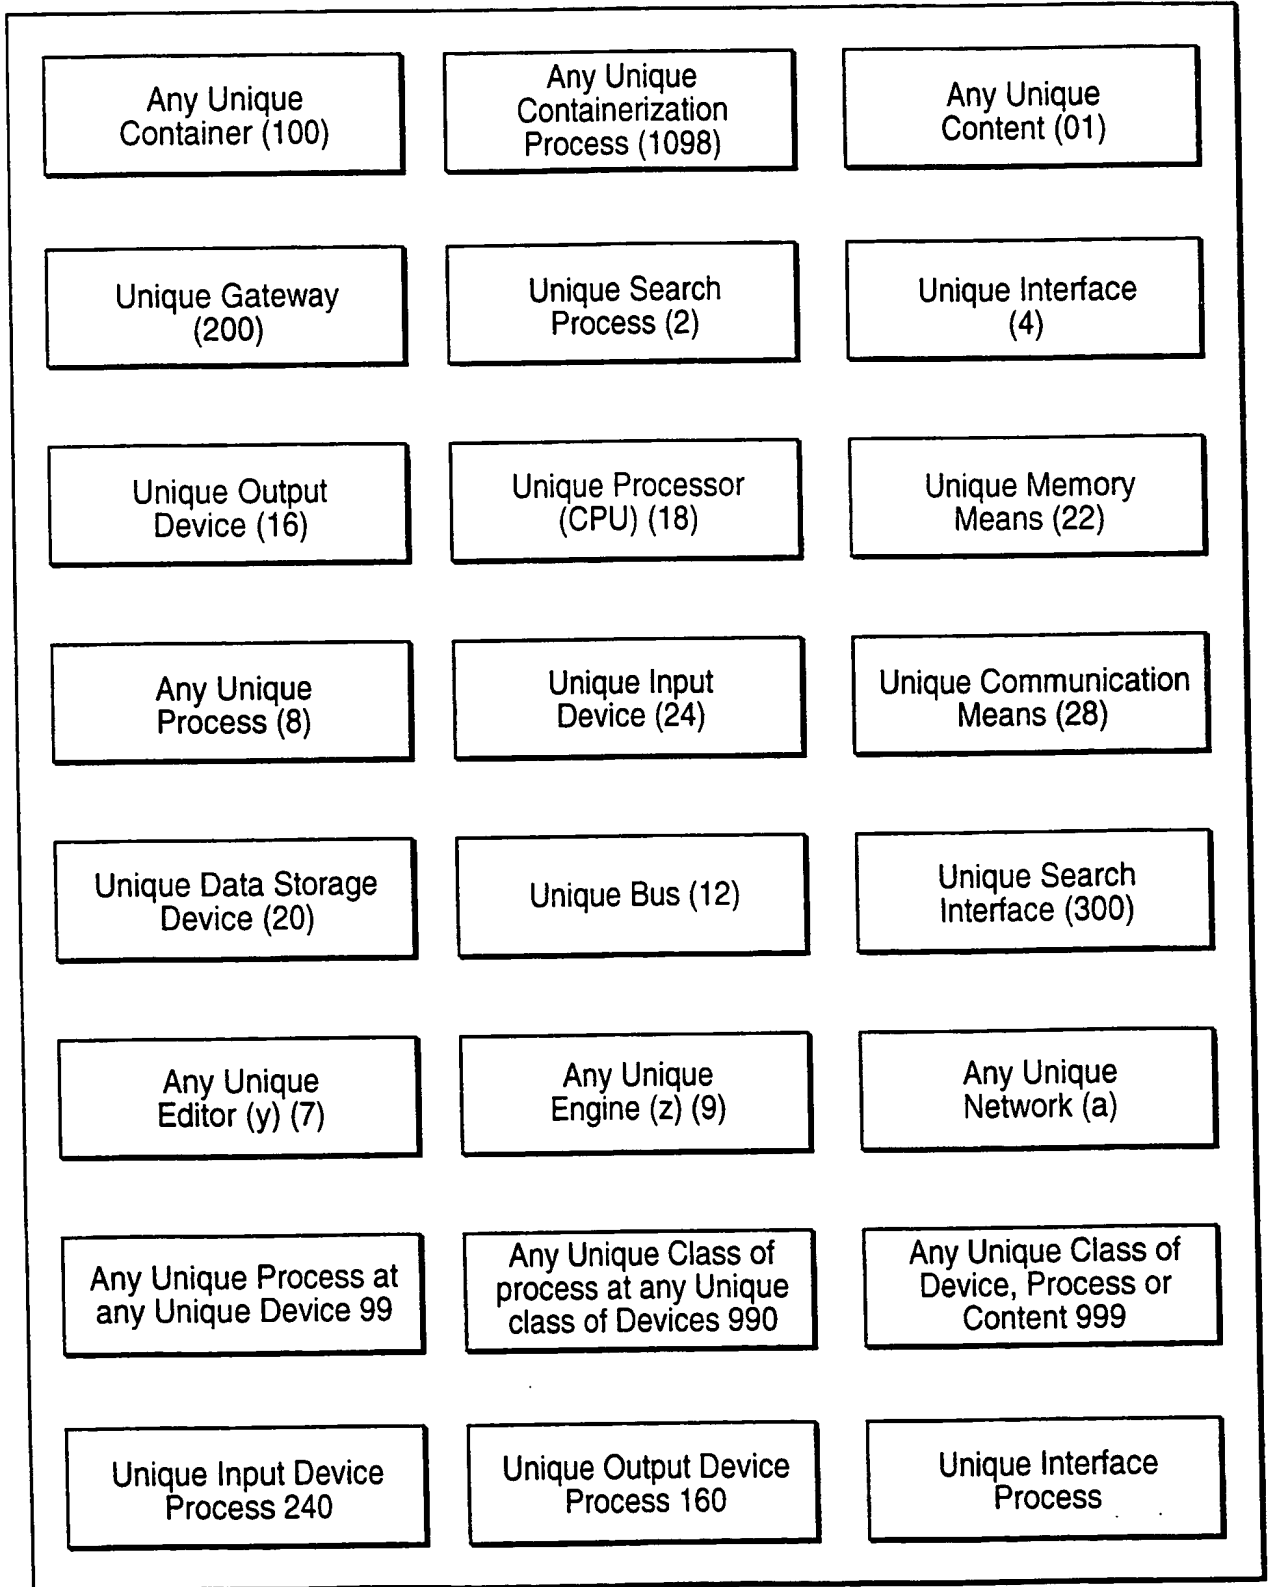 Any Unique
Container (100)
Any Unique
Containerization
Process (1098)
Any Unique
Content (01)
Unique Gateway
(200)
Unique Search
Process (2)
Unique Interface
(4)
Unique Output
Device (16)
Unique Processor
(CPU) (18)
Unique Memory
Means (22)
Any Unique
Process (8)
Unique Input
Device (24)
Unique Communication
Means (28)
Unique Data Storage
Device (20)
Unique Bus (12)
Unique Search
Interface (300)
Any Unique
Editor (y) (7)
Any Unique
Engine (z) (9)
Any Unique
Network (a)
Any Unique Process at
any Unique Device 99
Any Unique Class of
process at any Unique
class of Devices 990
Any Unique Class of
Device, Process or
Content 999
Unique Input Device
Process 240
Unique Output Device
Process 160
Unique Interface
Process